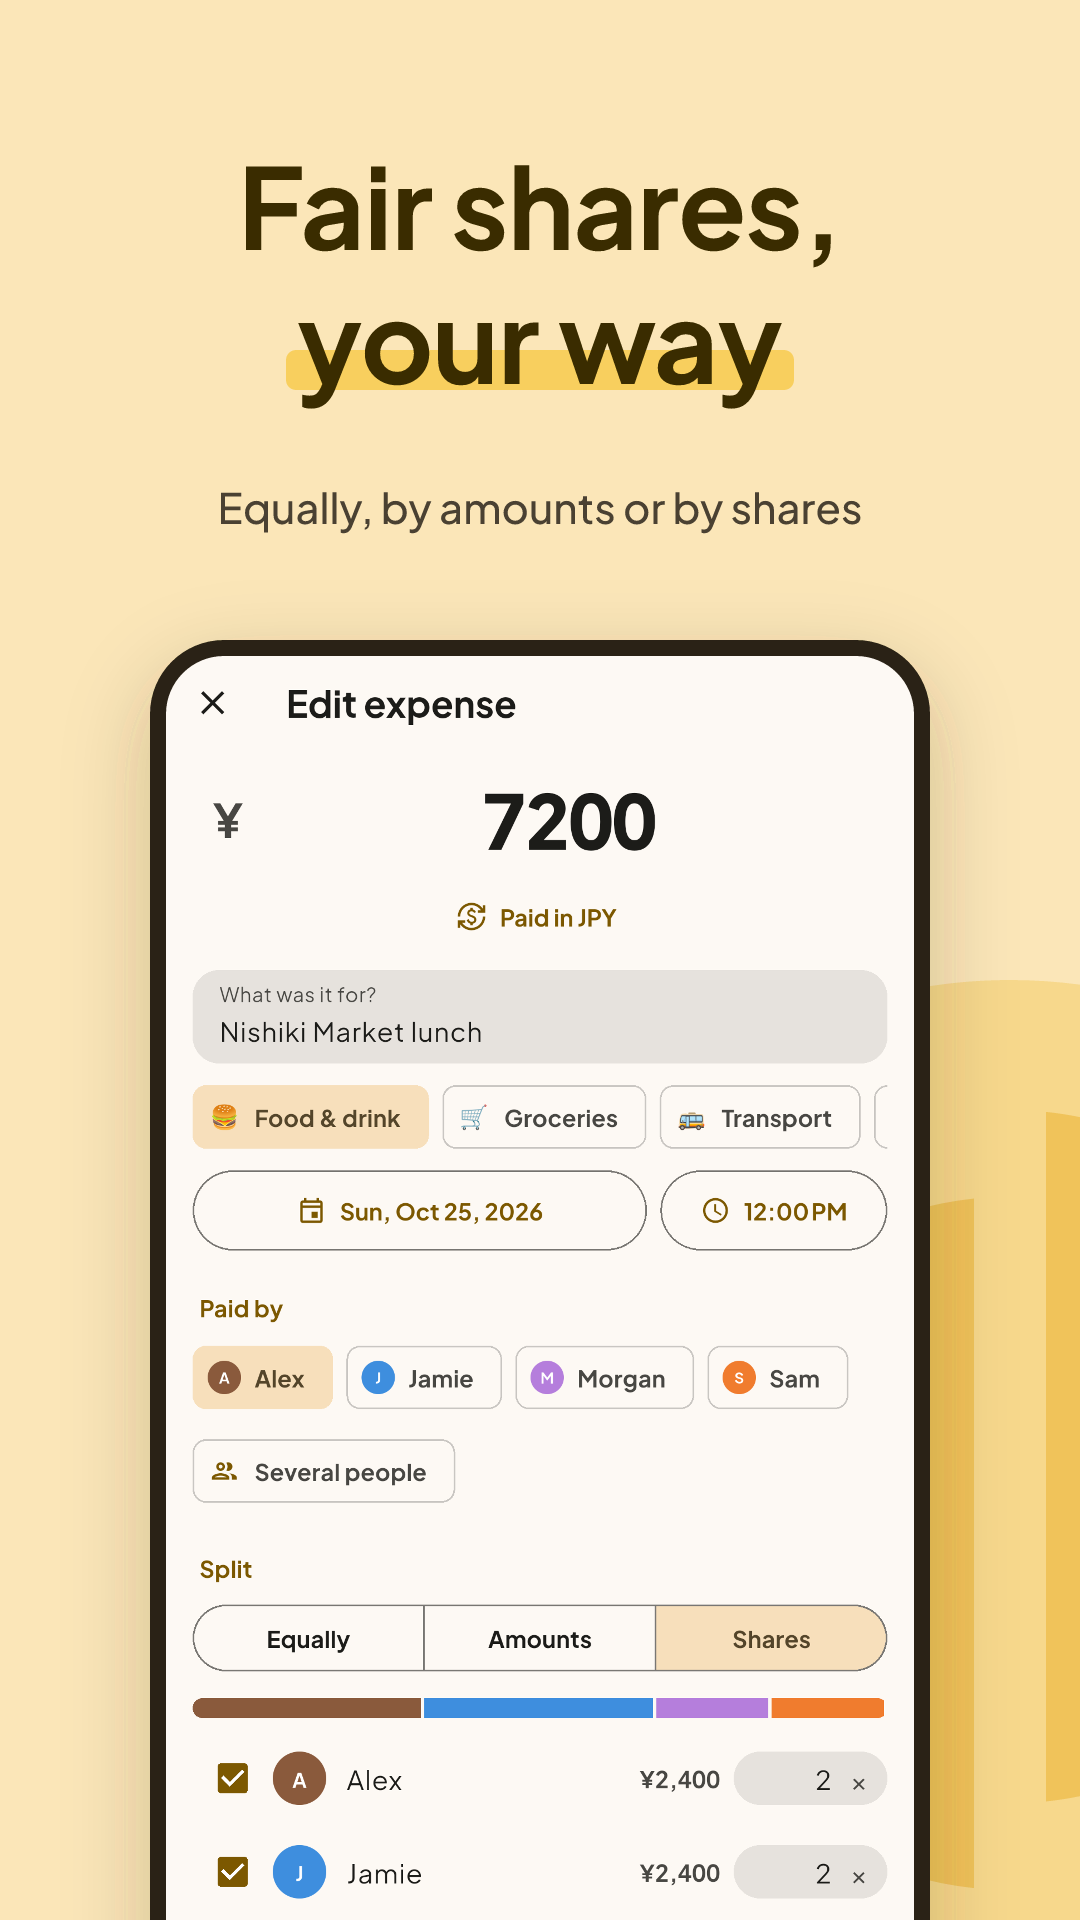 Fair shares,
your way
Equally, by amounts or by shares
Edit expense
¥ 7200
Paid in JPY
What was it for?
Nishiki Market lunch
Food & drink Groceries Transport
Sun, Oct 25, 2026 12:00 PM
Paid by
A Alex J Jamie M Morgan S Sam
Several people
Split
Equally Amounts Shares
A Alex ¥2,400 2 ×
J Jamie ¥2,400 2 ×